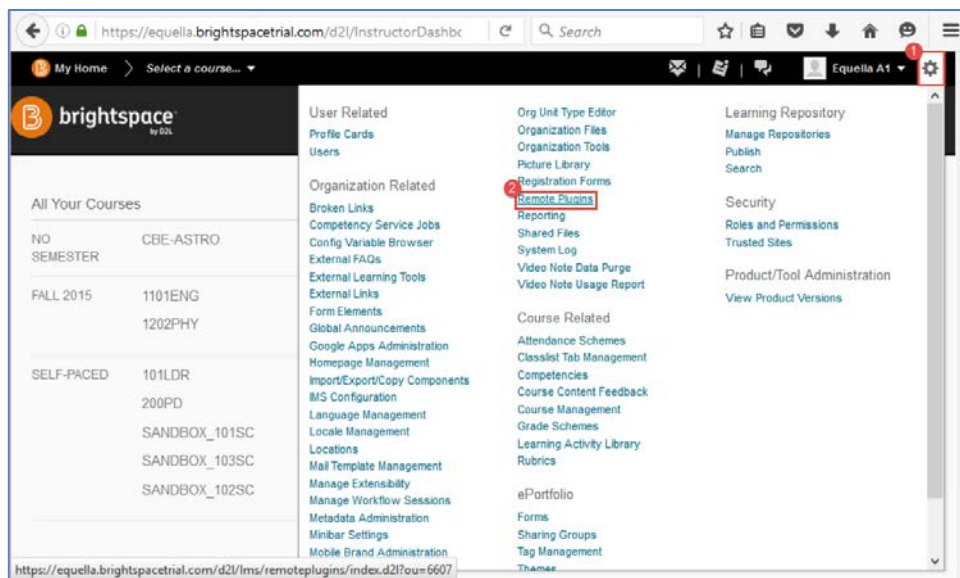 https://equella.brightspacetrial.com/d2l/InstructorDashbc
Search
1
My Home
Select a course...
Equella A1
brightspace
by D2L
All Your Courses
NO SEMESTER
CBE-ASTRO
FALL 2015
1101ENG
1202PHY
SELF-PACED
101LDR
200PD
SANDBOX_101SC
SANDBOX_103SC
SANDBOX_102SC
User Related
Profile Cards
Users
Organization Related
Broken Links
Competency Service Jobs
Config Variable Browser
External FAQs
External Learning Tools
External Links
Form Elements
Global Announcements
Google Apps Administration
Homepage Management
Import/Export/Copy Components
IMS Configuration
Language Management
Locale Management
Locations
Mail Template Management
Manage Extensibility
Manage Workflow Sessions
Metadata Administration
Minibar Settings
Mobile Brand Administration
Org Unit Type Editor
Organization Files
Organization Tools
Picture Library
Registration Forms
2
Remote Plugins
Reporting
Shared Files
System Log
Video Note Data Purge
Video Note Usage Report
Course Related
Attendance Schemes
Classlist Tab Management
Competencies
Course Content Feedback
Course Management
Grade Schemes
Learning Activity Library
Rubrics
ePortfolio
Forms
Sharing Groups
Tag Management
Themes
Learning Repository
Manage Repositories
Publish
Search
Security
Roles and Permissions
Trusted Sites
Product/Tool Administration
View Product Versions
https://equella.brightspacetrial.com/d2l/lms/remoteplugins/index.d2l?ou=6607